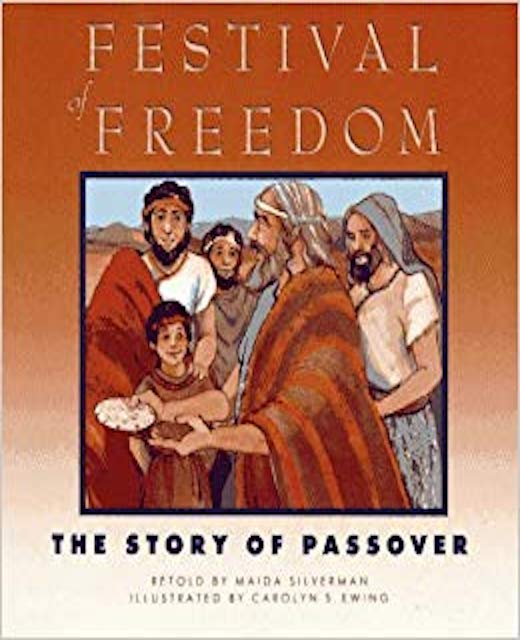 FESTIVAL
of
FREEDOM
THE STORY OF PASSOVER
RETOLD BY MAIDA SILVERMAN
ILLUSTRATED BY CAROLYN S. EWING